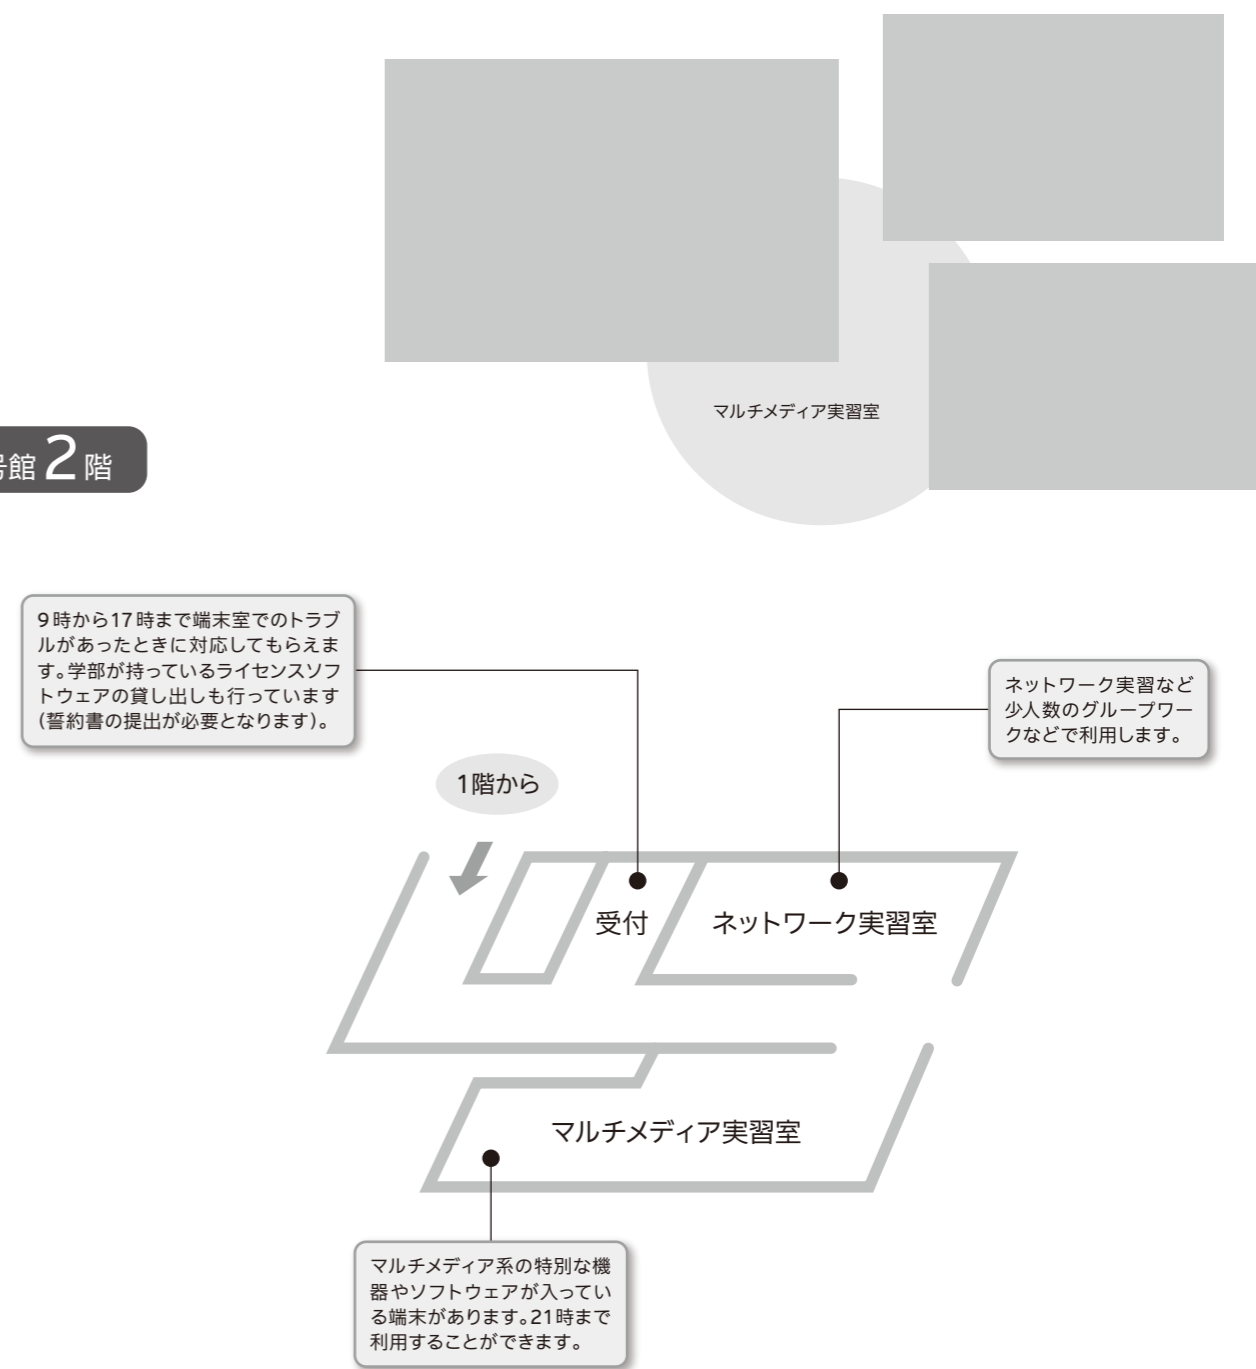 マルチメディア実習室
号館2階
9時から17時まで端末室でのトラブ
ルがあったときに対応してもらえま
す。学部が持っているライセンスソフ
トウェアの貸し出しも行っています
(誓約書の提出が必要となります)。
ネットワーク実習など
少人数のグループワー
クなどで利用します。
1階から
受付
ネットワーク実習室
マルチメディア実習室
マルチメディア系の特別な機
器やソフトウェアが入ってい
る端末があります。21時まで
利用することができます。